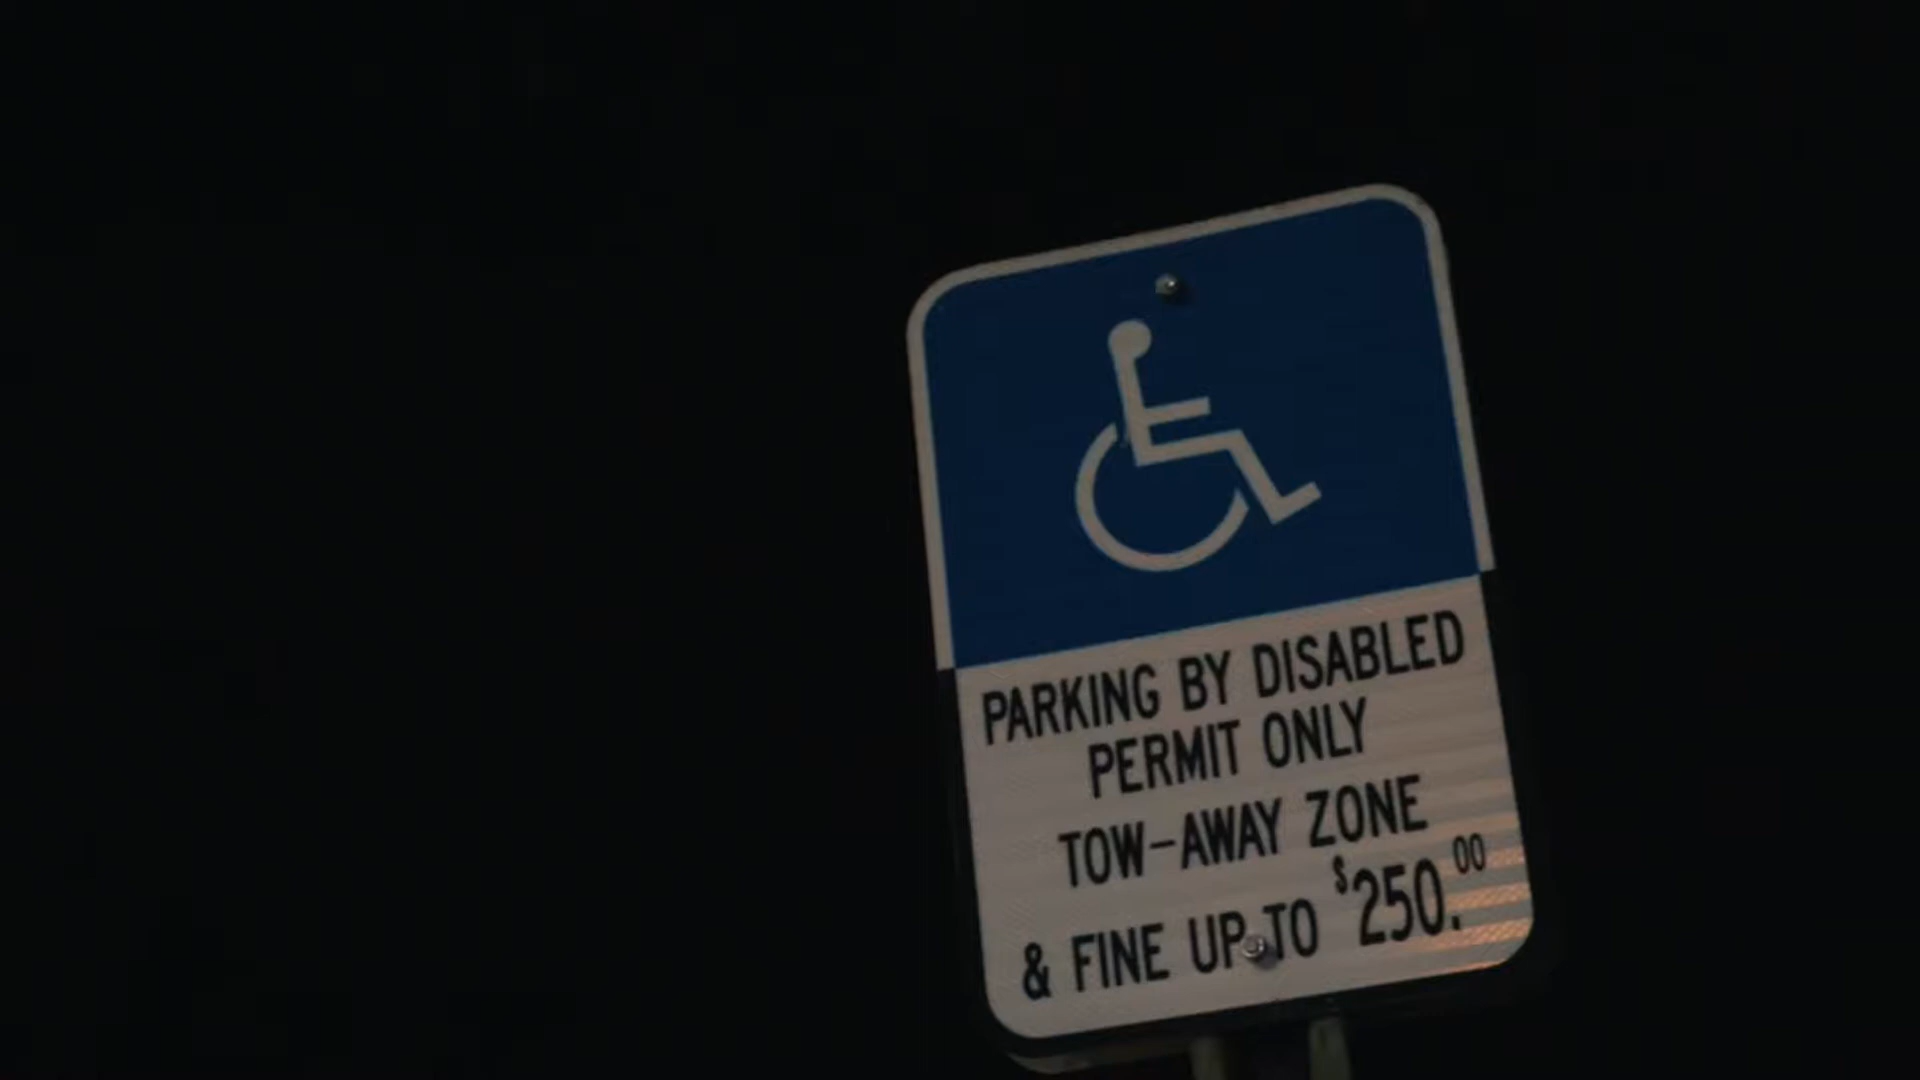 PARKING BY DISABLED
PERMIT ONLY
TOW-AWAY ZONE
& FINE UP TO $250.00